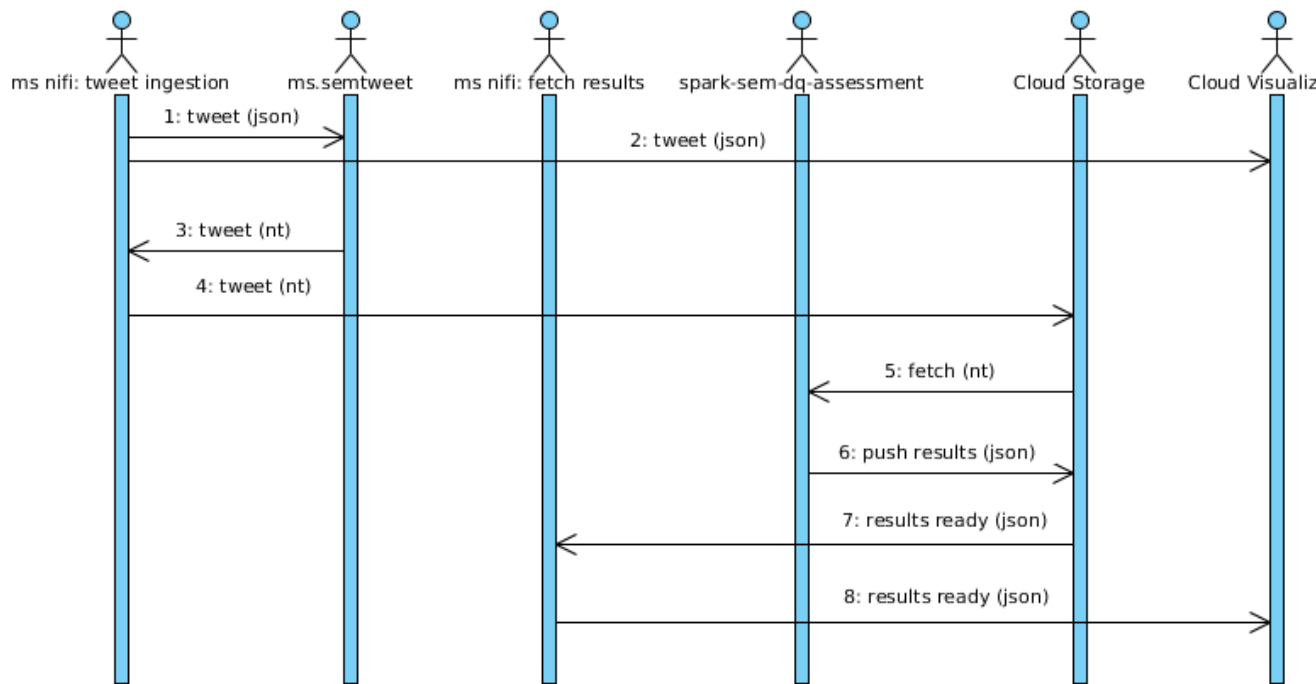 ms nifi: tweet ingestion
ms.semtweet
ms nifi: fetch results
spark-sem-dq-assessment
Cloud Storage
Cloud Visualiz
1: tweet (json)
2: tweet (json)
3: tweet (nt)
4: tweet (nt)
5: fetch (nt)
6: push results (json)
7: results ready (json)
8: results ready (json)